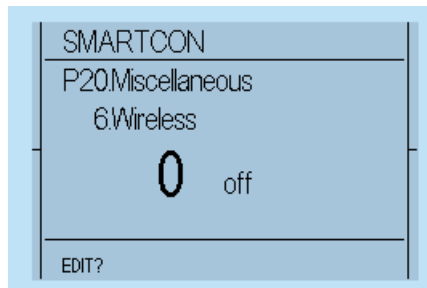 SMARTCON
P20.Miscellaneous
6.Wireless
0 off
EDIT?